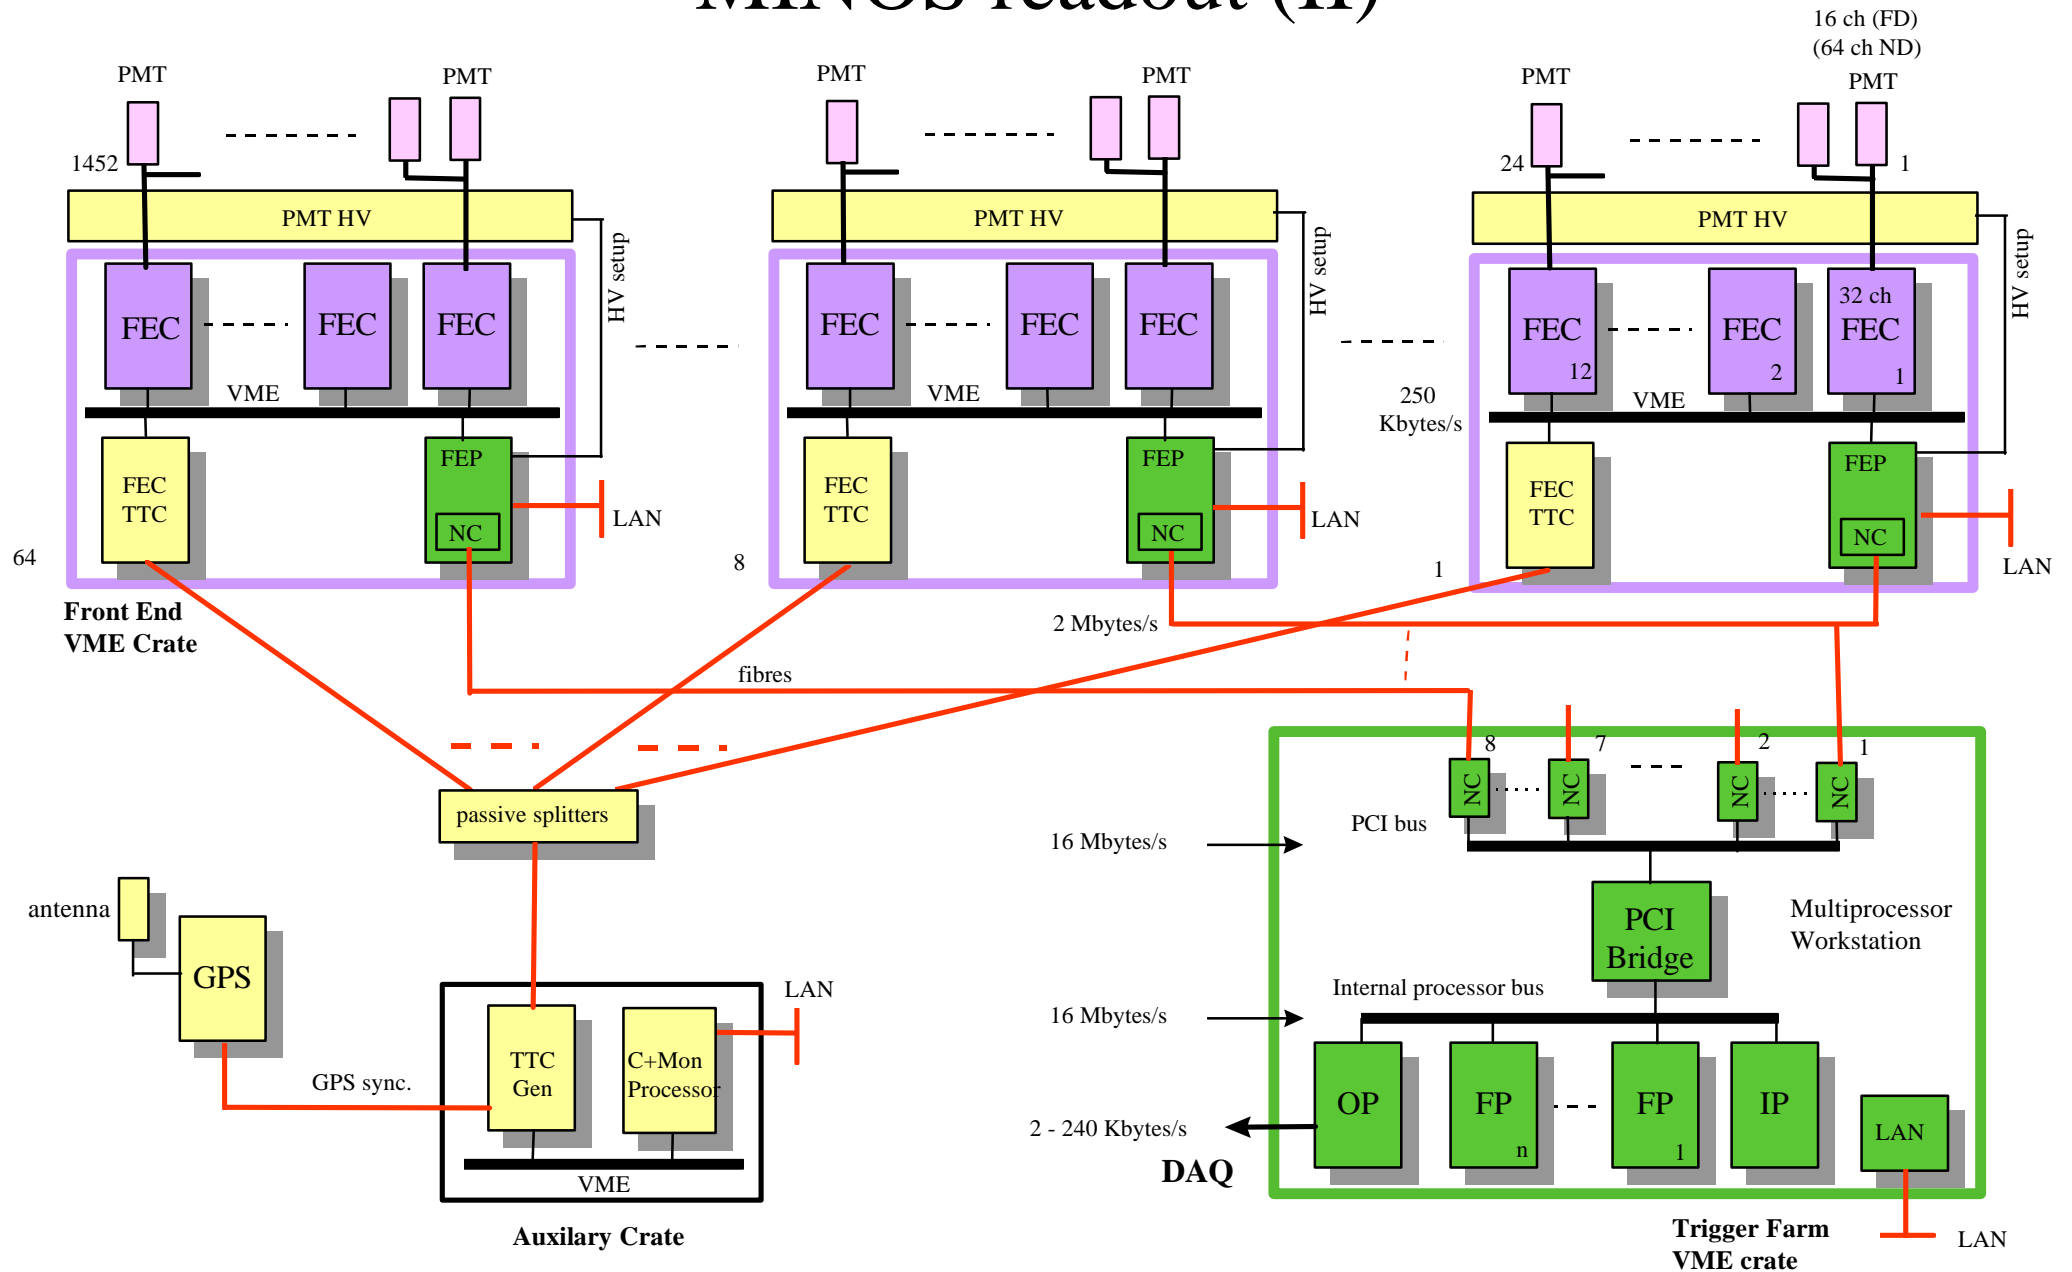 MINOS readout (II)
16 ch (FD)
(64 ch ND)
PMT
PMT
PMT
PMT
PMT
PMT
1452
24
1
PMT HV
PMT HV
PMT HV
HV setup
HV setup
HV setup
FEC
FEC
FEC
FEC
FEC
FEC
FEC
12
FEC
2
32 ch
FEC
1
VME
VME
250
Kbytes/s
VME
FEC
TTC
FEP
NC
LAN
FEC
TTC
FEP
NC
LAN
FEC
TTC
FEP
NC
LAN
64
8
1
Front End
VME Crate
2 Mbytes/s
fibres
8
7
2
1
NC
NC
NC
NC
passive splitters
PCI bus
16 Mbytes/s
antenna
GPS
PCI
Bridge
Multiprocessor
Workstation
LAN
Internal processor bus
16 Mbytes/s
GPS sync.
TTC
Gen
C+Mon
Processor
OP
FP
n
FP
1
IP
LAN
2 - 240 Kbytes/s
DAQ
VME
Auxilary Crate
Trigger Farm
VME crate
LAN